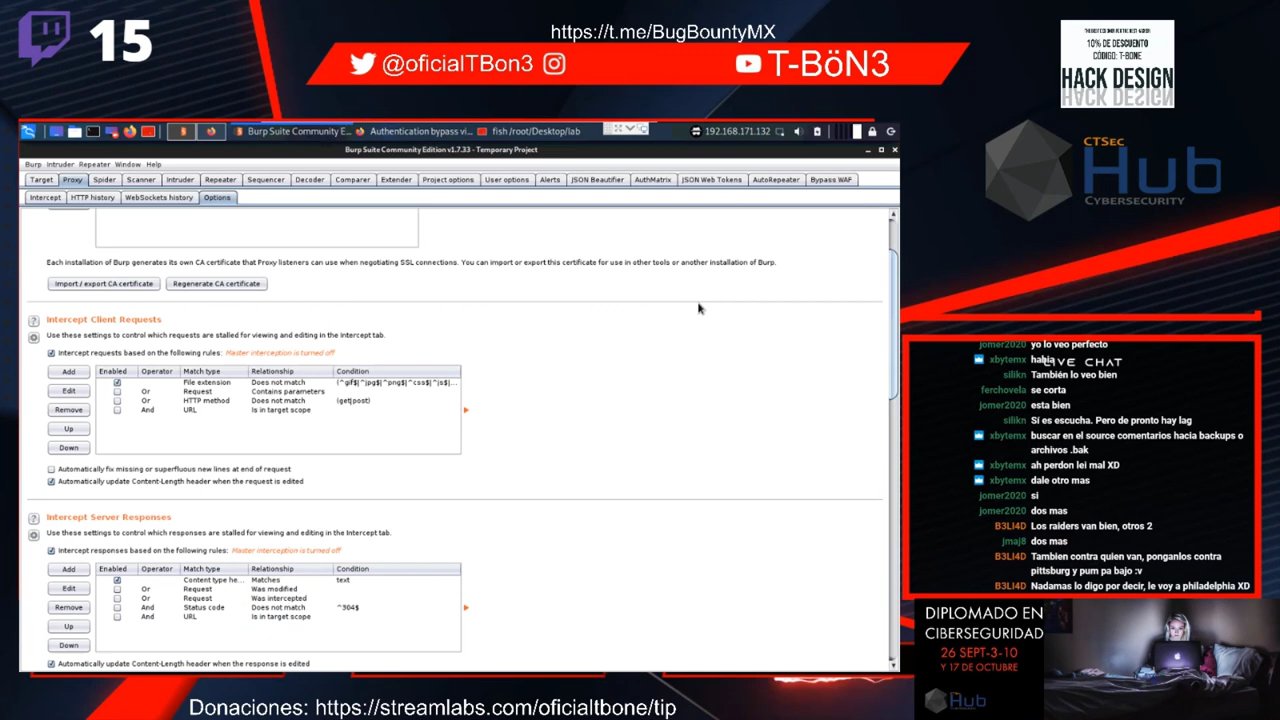 15
https://t.me/BugBountyMX
@oficialTBon3
T-BöN3
10% DE DESCUENTO
CÓDIGO: T-BONE
HACK DESIGN
CTSec
Hub
CYBERSECURITY
Burp Suite Community E...
Authentication bypass vi...
fish /root/Desktop/lab
192.168.171.132
Burp Suite Community Edition v1.7.33 - Temporary Project
Burp Intruder Repeater Window Help
Target Proxy Spider Scanner Intruder Repeater Sequencer Decoder Comparer Extender Project options User options Alerts JSON Beautifier AuthMatrix JSON Web Tokens AutoRepeater Bypass WAF
Intercept HTTP history WebSockets history Options
Each installation of Burp generates its own CA certificate that Proxy listeners can use when negotiating SSL connections. You can import or export this certificate for use in other tools or another installation of Burp.
Import / export CA certificate Regenerate CA certificate
? Intercept Client Requests
Use these settings to control which requests are stalled for viewing and editing in the Intercept tab.
Intercept requests based on the following rules: Master interception is turned off
Add Enabled Operator Match type Relationship Condition
File extension Does not match (^gif$|^jpg$|^png$|^css$|^js$|...
Edit Or Request Contains parameters
Or HTTP method Does not match (get|post)
Remove And URL Is in target scope
Up
Down
Automatically fix missing or superfluous new lines at end of request
Automatically update Content-Length header when the request is edited
? Intercept Server Responses
Use these settings to control which responses are stalled for viewing and editing in the Intercept tab.
Intercept responses based on the following rules: Master interception is turned off
Add Enabled Operator Match type Relationship Condition
Content type he... Matches text
Edit Or Request Was modified
Or Request Was intercepted
Remove And Status code Does not match ^304$
And URL Is in target scope
Up
Down
Automatically update Content-Length header when the response is edited
jomer2020 yo lo veo perfecto
xbytemx habia
LIVE CHAT
silikn También lo veo bien
ferchovela se corta
jomer2020 esta bien
silikn Sí es escucha. Pero de pronto hay lag
xbytemx buscar en el source comentarios hacia backups o
archivos .bak
xbytemx ah perdon lei mal XD
xbytemx dale otro mas
jomer2020 si
jomer2020 dos mas
B3LI4D Los raiders van bien, otros 2
jmaj8 dos mas
B3LI4D Tambien contra quien van, ponganlos contra
pittsburg y pum pa bajo :v
B3LI4D Nadamas lo digo por decir, le voy a philadelphia XD
DIPLOMADO EN
CIBERSEGURIDAD
26 SEPT-3-10
Y 17 DE OCTUBRE
Hub
Donaciones: https://streamlabs.com/oficialtbone/tip